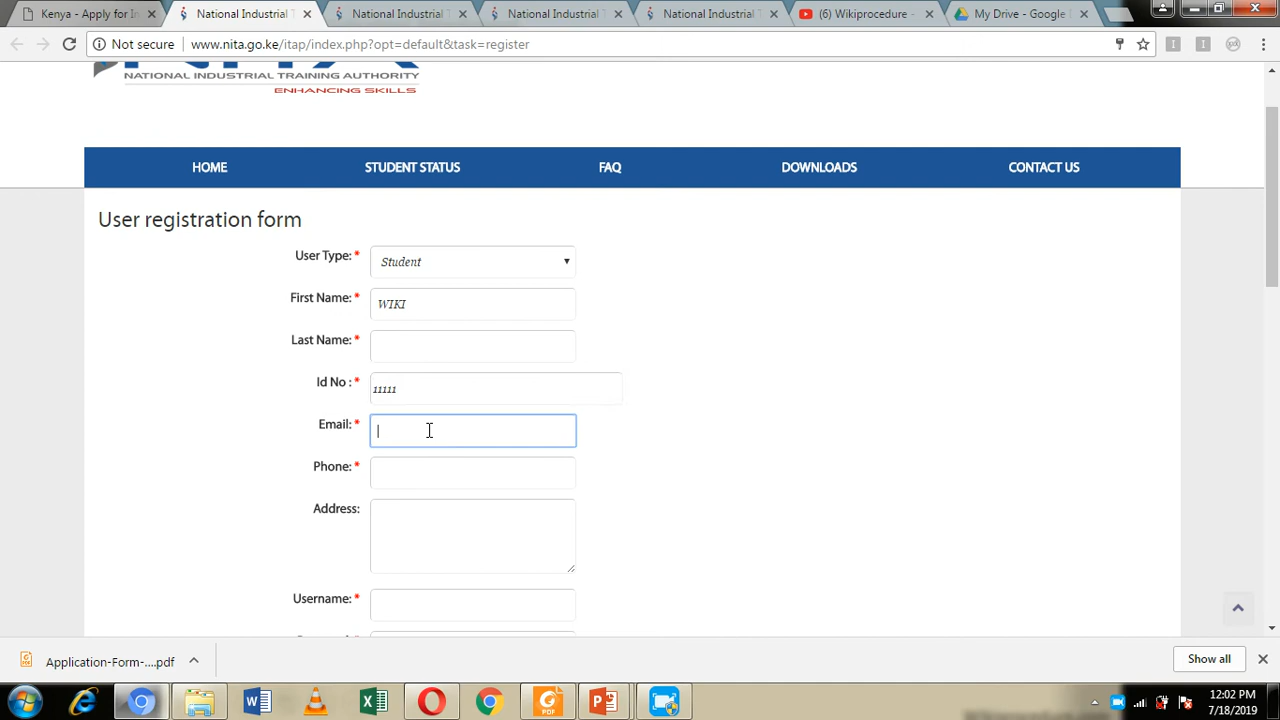 Kenya - Apply for In
National Industrial T
National Industrial T
National Industrial T
National Industrial T
(6) Wikiprocedure -
My Drive - Google D
Not secure
www.nita.go.ke/itap/index.php?opt=default&task=register
NATIONAL INDUSTRIAL TRAINING AUTHORITY
ENHANCING SKILLS
HOME
STUDENT STATUS
FAQ
DOWNLOADS
CONTACT US
User registration form
User Type: *
Student
First Name: *
WIKI
Last Name: *
Id No : *
11111
Email: *
Phone: *
Address:
Username: *
Application-Form-....pdf
Show all
12:02 PM
7/18/2019